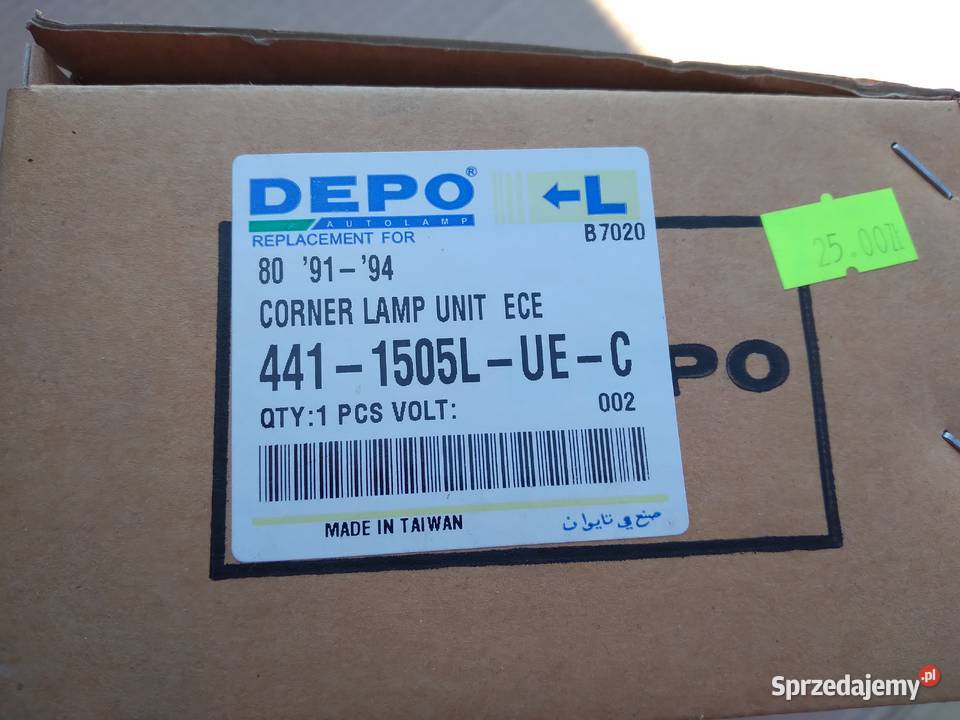 DEPO®
AUTOLAMP
←L
REPLACEMENT FOR
B7020
80 '91-'94
CORNER LAMP UNIT ECE
441-1505L-UE-C
QTY:1 PCS VOLT:
002
MADE IN TAIWAN
صنع في تايوان
25.00zł
PO
Sprzedajemy.pl